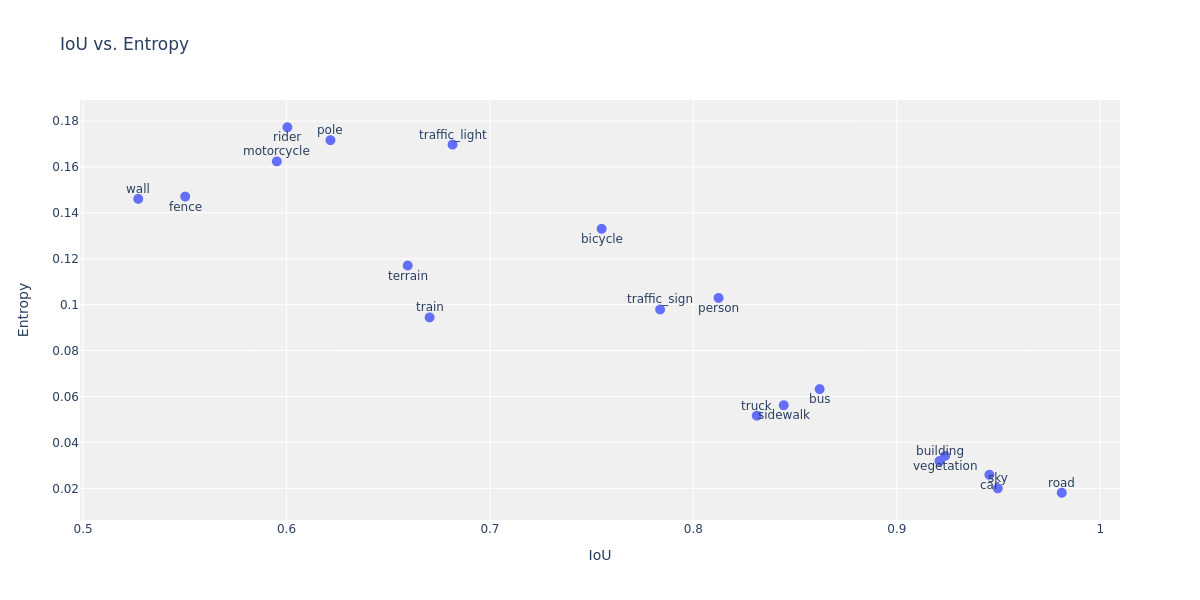 IoU vs. Entropy
0.18
0.16
0.14
0.12
0.1
0.08
0.06
0.04
0.02
Entropy
rider
pole
traffic_light
motorcycle
wall
fence
bicycle
terrain
train
traffic_sign
person
bus
truck
sidewalk
building
vegetation
sky
car
road
0.5
0.6
0.7
0.8
0.9
1
IoU